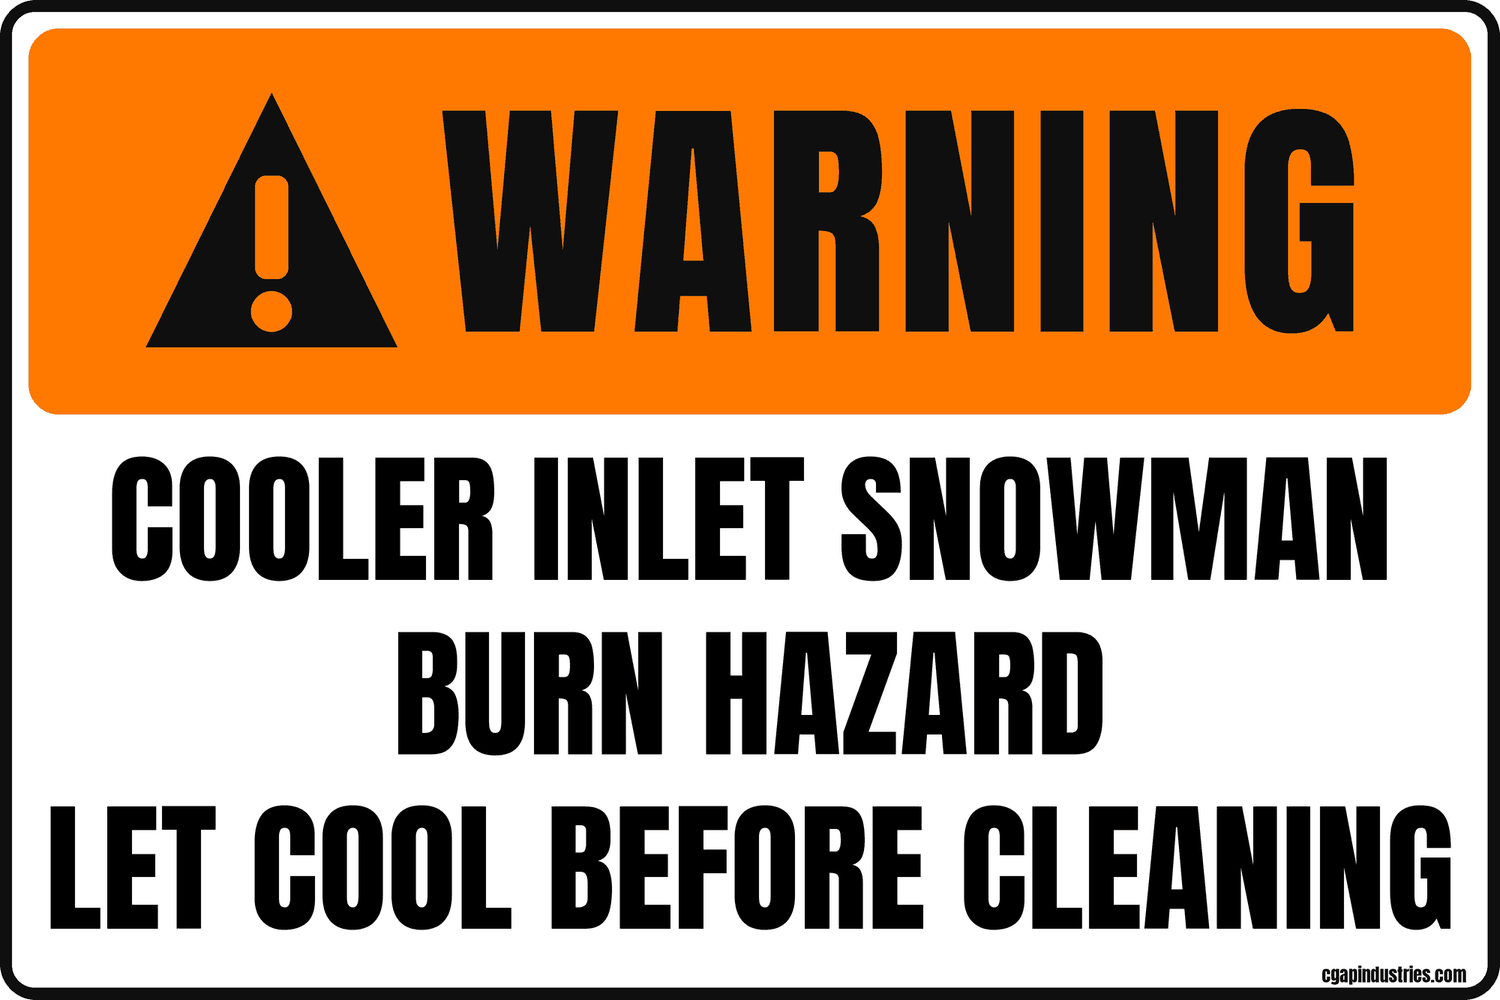 WARNING
COOLER INLET SNOWMAN
BURN HAZARD
LET COOL BEFORE CLEANING
cgapindustries.com